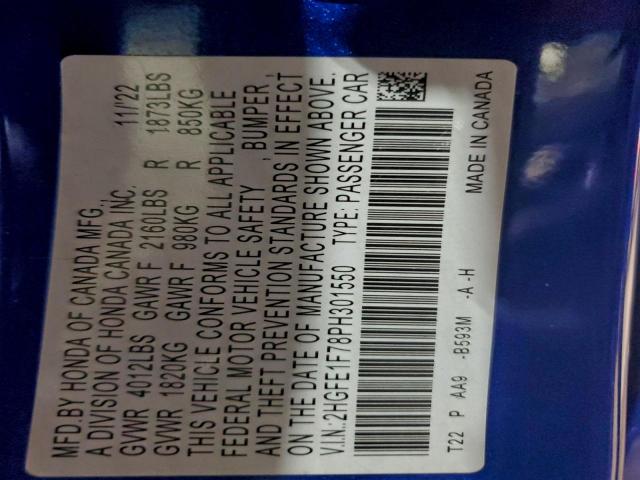 MFD.BY HONDA OF CANADA MFG., 11/'22
A DIVISION OF HONDA CANADA INC.
GVWR 4012LBS GAWR F 2160LBS R 1873LBS
GVWR 1820KG GAWR F 980KG R 850KG
THIS VEHICLE CONFORMS TO ALL APPLICABLE
FEDERAL MOTOR VEHICLE SAFETY , BUMPER ,
AND THEFT PREVENTION STANDARDS IN EFFECT
ON THE DATE OF MANUFACTURE SHOWN ABOVE.
V.I.N.:2HGFE1F78PH301550 TYPE: PASSENGER CAR
T22 P AA9 -B593M -A -H MADE IN CANADA